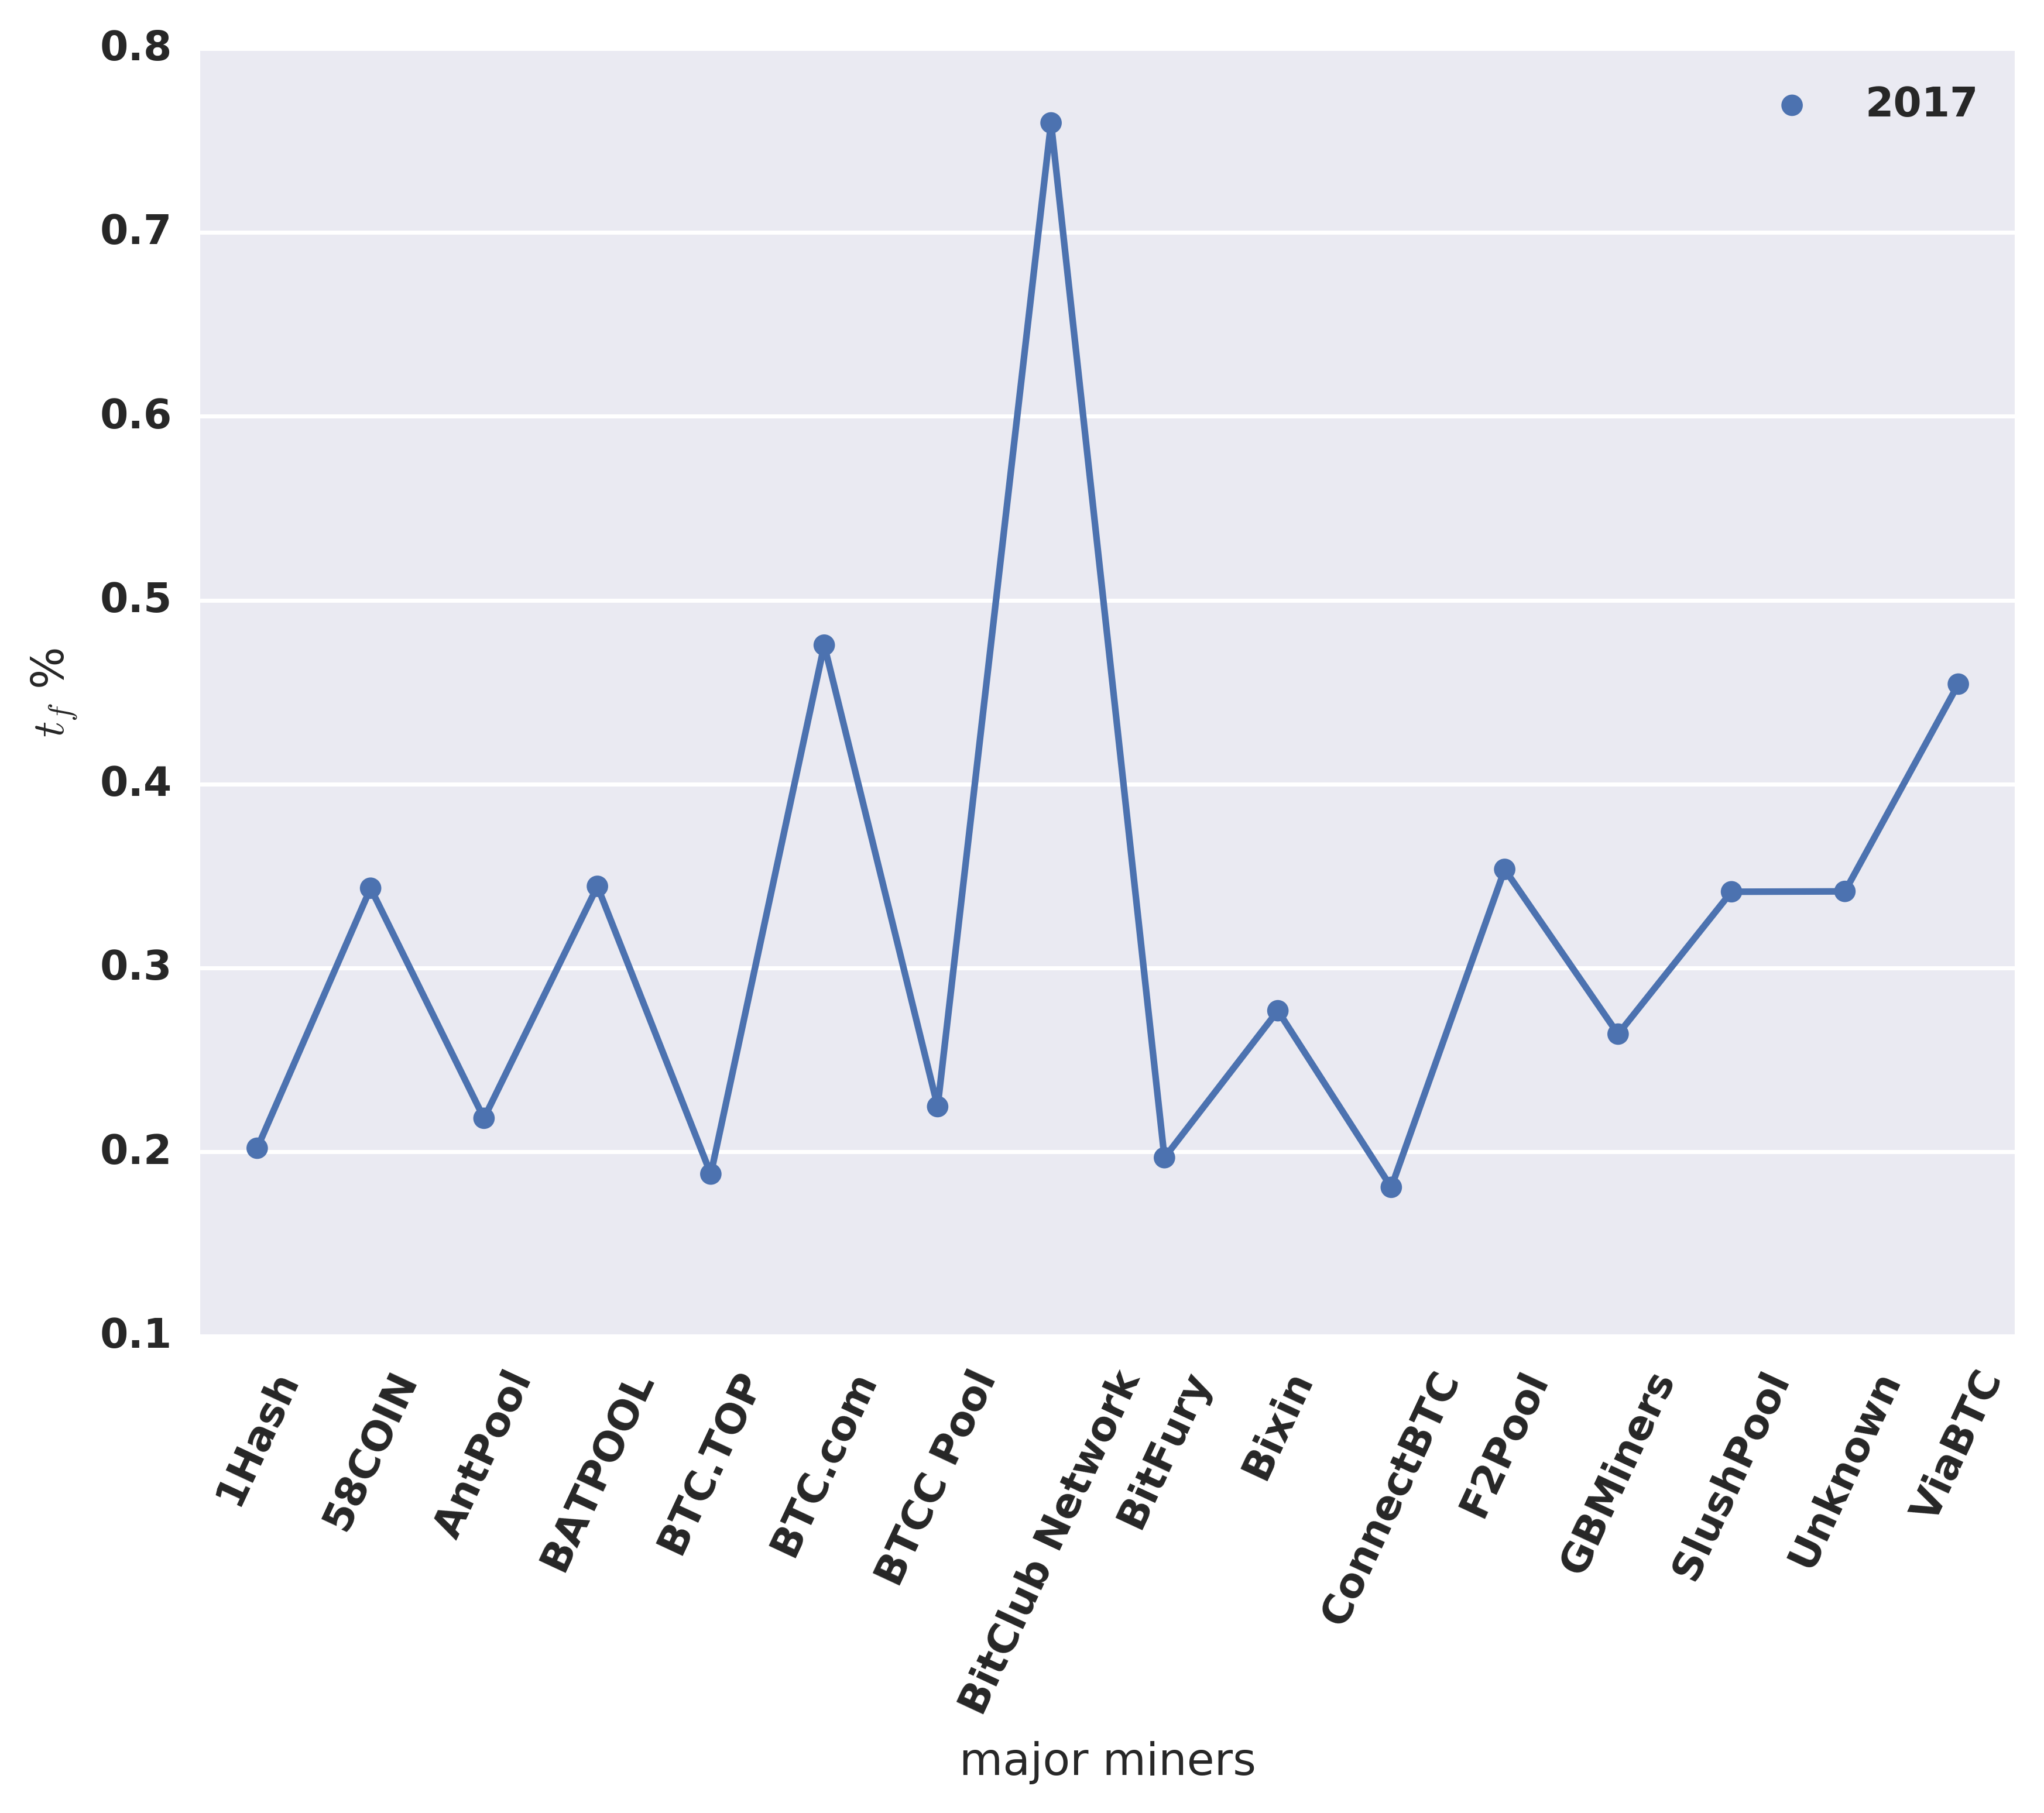 0.8
0.7
0.6
0.5
0.4
0.3
0.2
0.1
t_f %
2017
1Hash
58COIN
AntPool
BATPOOL
BTC.TOP
BTC.com
BTCC Pool
BitClub Network
BitFury
Bixin
ConnectBTC
F2Pool
GBMiners
SlushPool
Unknown
ViaBTC
major miners